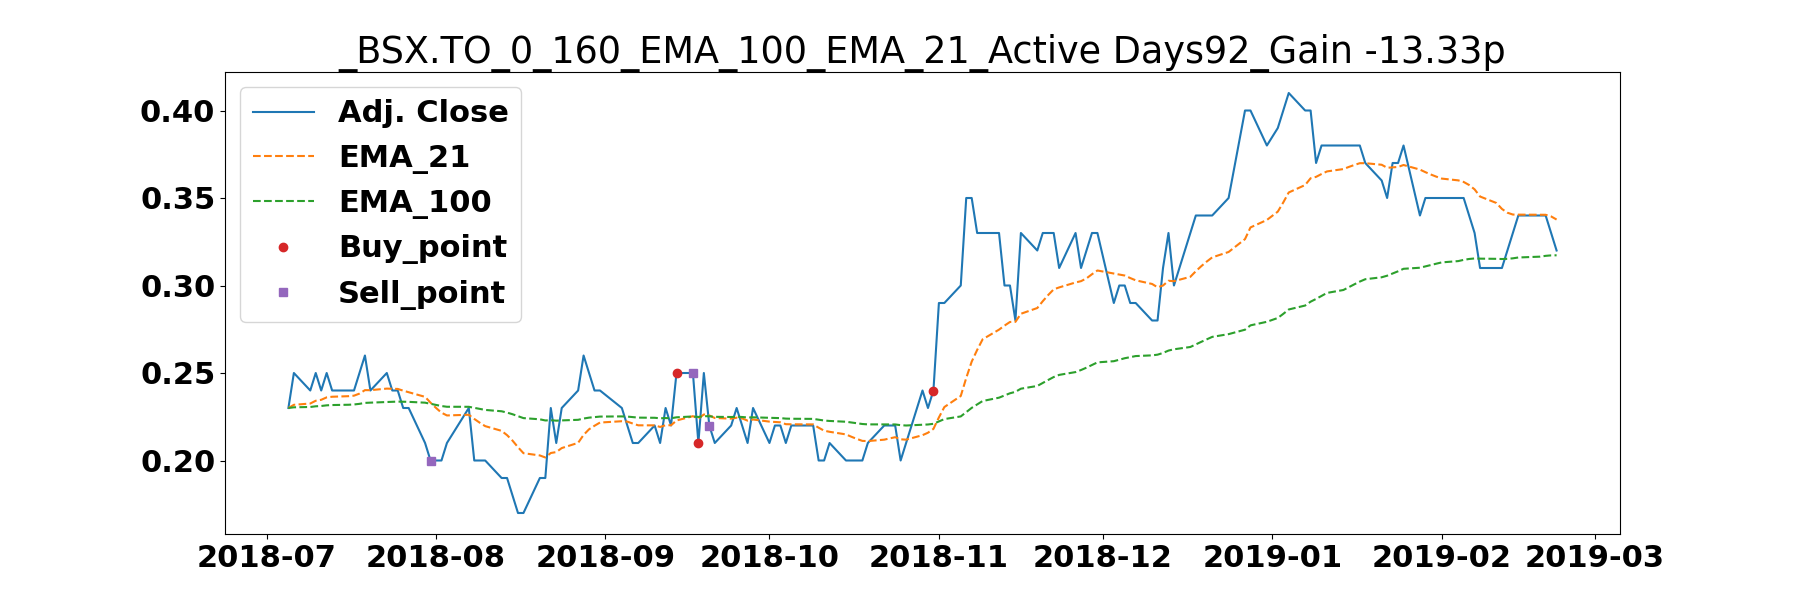 _BSX.TO_0_160_EMA_100_EMA_21_Active Days92_Gain -13.33p
Adj. Close
EMA_21
EMA_100
Buy_point
Sell_point
0.40
0.35
0.30
0.25
0.20
2018-07 2018-08 2018-09 2018-10 2018-11 2018-12 2019-01 2019-02 2019-03